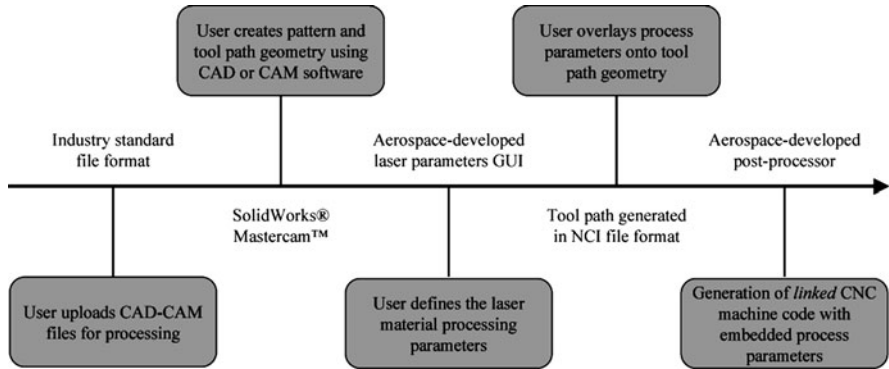 User creates pattern and
tool path geometry using
CAD or CAM software
User overlays process
parameters onto tool
path geometry
Industry standard
file format
Aerospace-developed
laser parameters GUI
Aerospace-developed
post-processor
SolidWorks®
Mastercam™
Tool path generated
in NCI file format
User uploads CAD-CAM
files for processing
User defines the laser
material processing
parameters
Generation of linked CNC
machine code with
embedded process
parameters